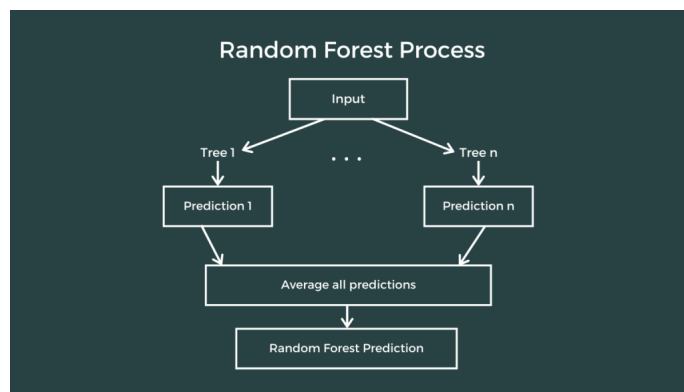 Random Forest Process
Input
Tree 1
. . .
Tree n
Prediction 1
Prediction n
Average all predictions
Random Forest Prediction